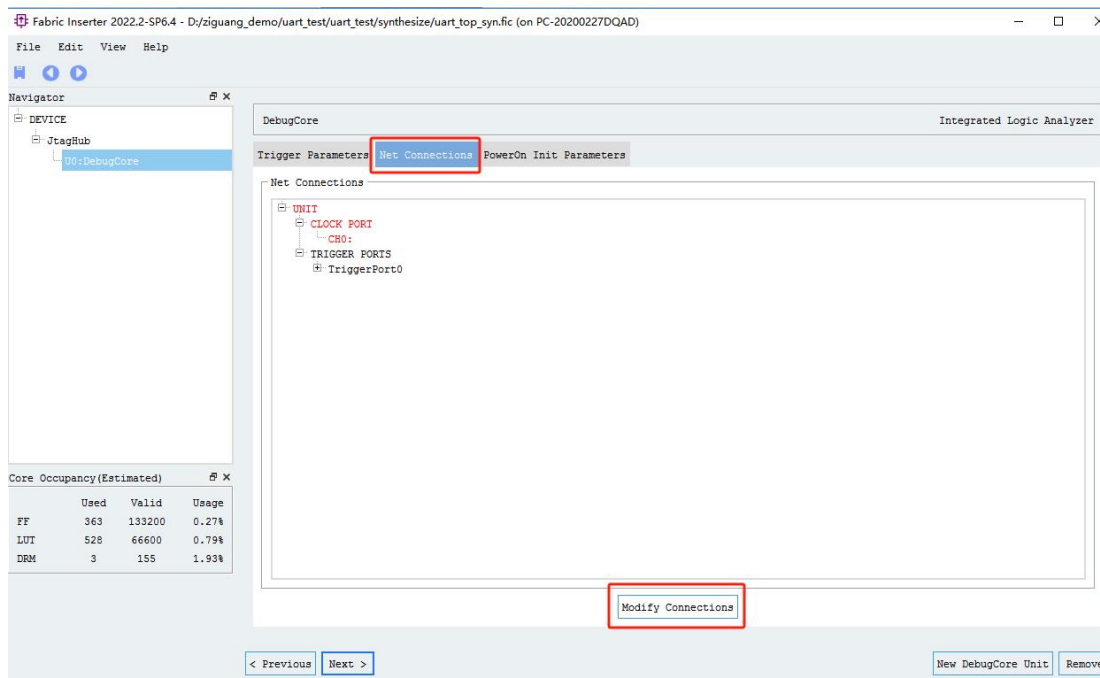 Fabric Inserter 2022.2-SP6.4 - D:/ziguang_demo/uart_test/uart_test/synthesize/uart_top_syn.fic (on PC-20200227DQAD)
File Edit View Help
Navigator
DEVICE
JtagHub
U0:DebugCore
DebugCore Integrated Logic Analyzer
Trigger Parameters Net Connections PowerOn Init Parameters
Net Connections
UNIT
CLOCK PORT
CH0:
TRIGGER PORTS
TriggerPort0
Core Occupancy(Estimated)
Used Valid Usage
FF 363 133200 0.27%
LUT 528 66600 0.79%
DRM 3 155 1.93%
Modify Connections
< Previous Next > New DebugCore Unit Remove